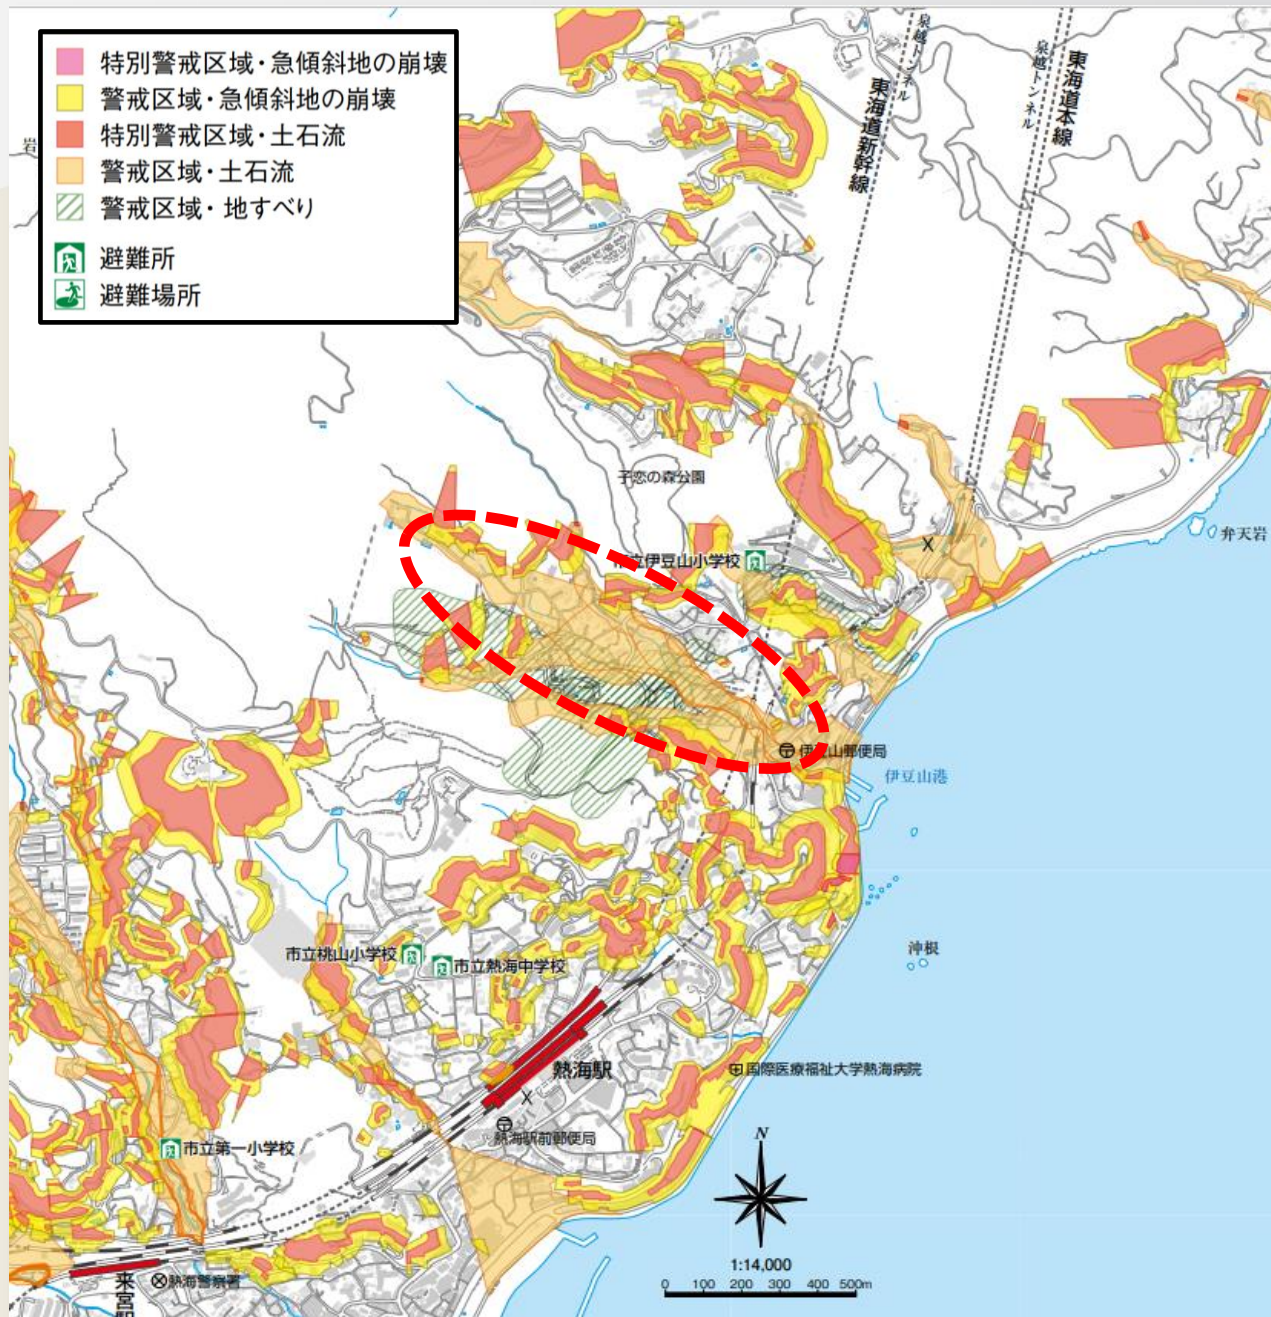 特別警戒区域・急傾斜地の崩壊
警戒区域・急傾斜地の崩壊
特別警戒区域・土石流
警戒区域・土石流
警戒区域・地すべり
避難所
避難場所
岩
泉越トンネル
東海道新幹線
泉越トンネル
東海道本線
子恋の森公園
弁天岩
市立伊豆山小学校
伊豆山郵便局
伊豆山港
沖根
市立桃山小学校
市立熱海中学校
熱海駅
国際医療福祉大学熱海病院
熱海駅前郵便局
市立第一小学校
熱海警察署
来宮駅
N
1:14,000
0 100 200 300 400 500m